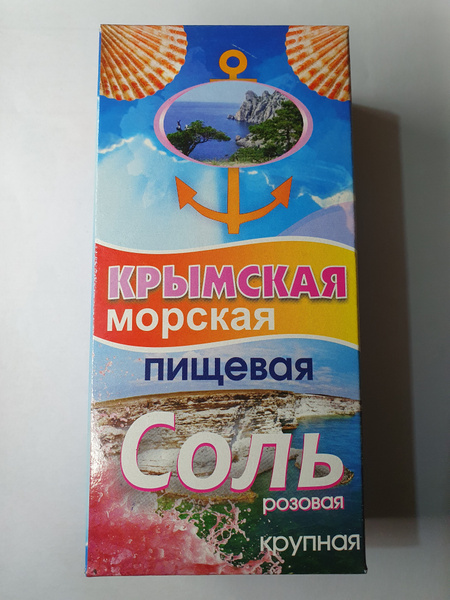 КРЫМСКАЯ
морская
пищевая
Соль
розовая
крупная